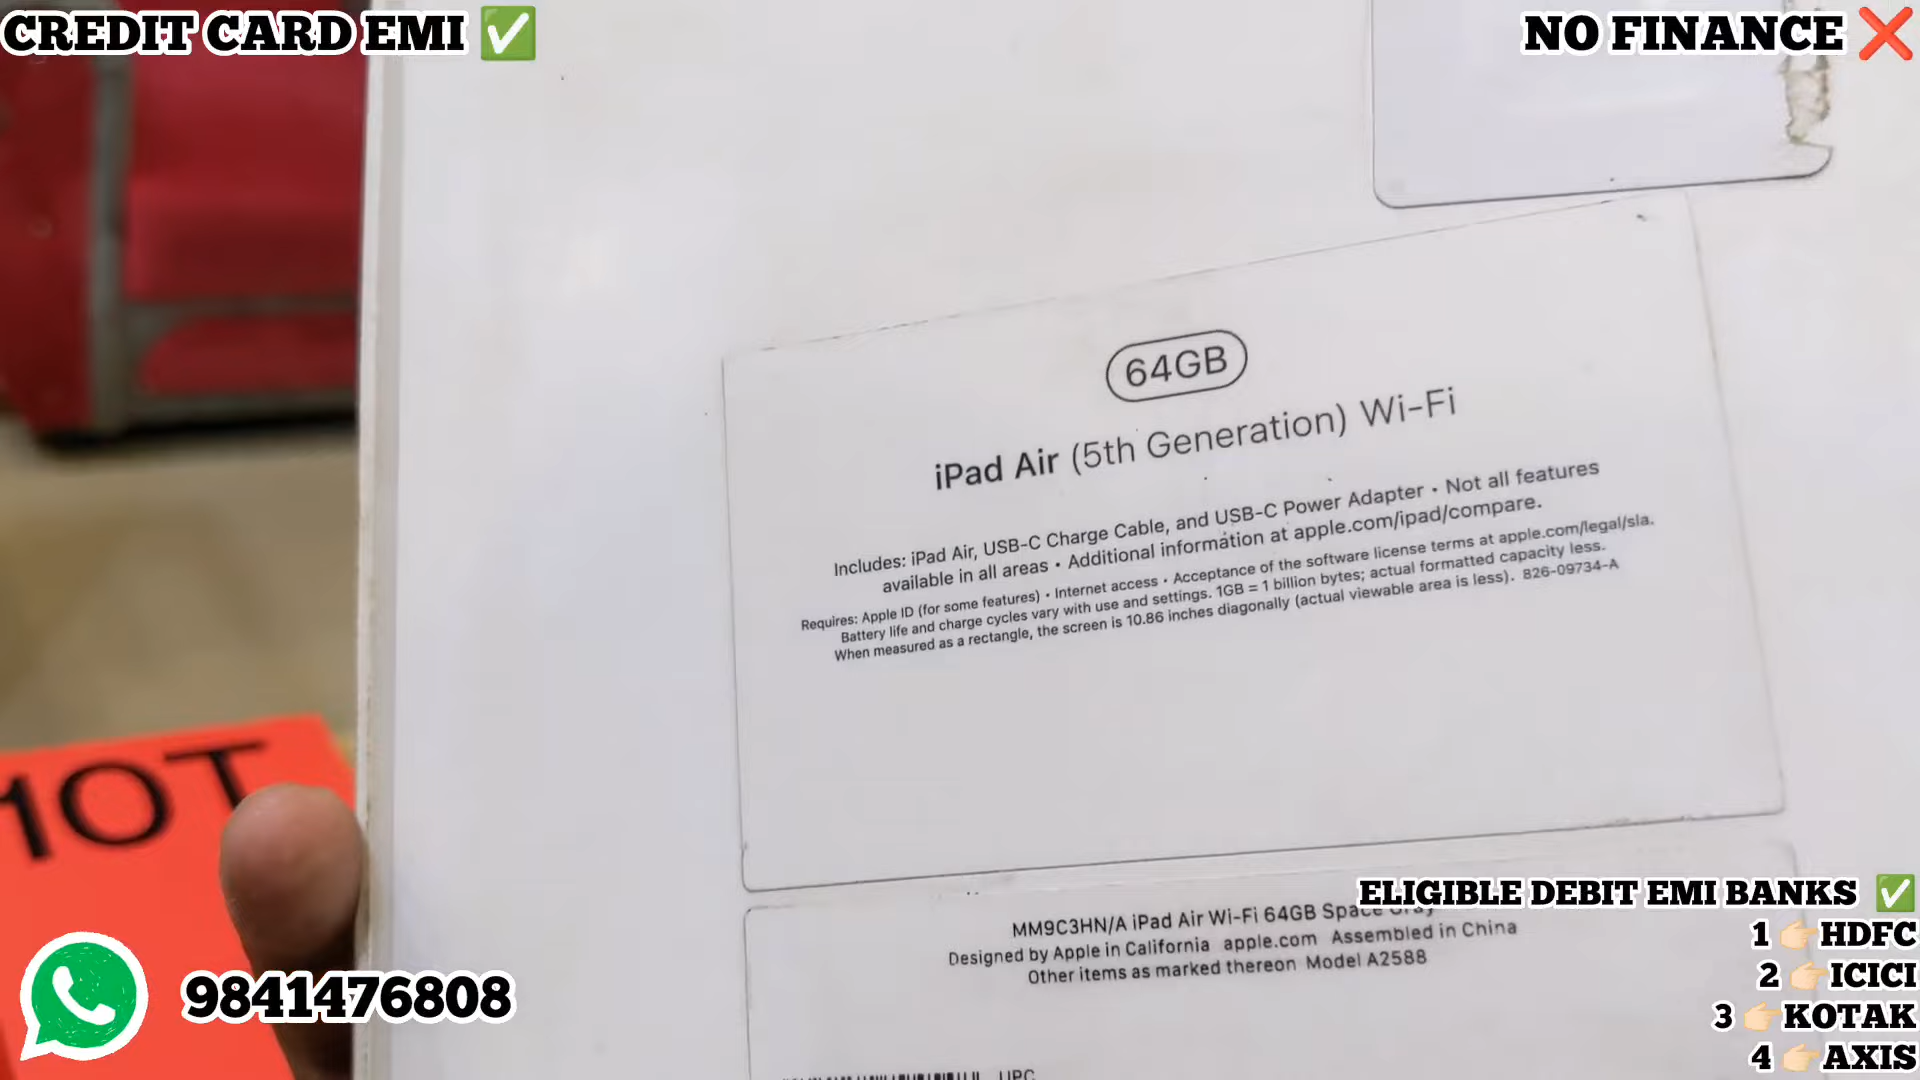 CREDIT CARD EMI ✅
NO FINANCE ❌
64GB
iPad Air (5th Generation) Wi-Fi
Includes: iPad Air, USB-C Charge Cable, and USB-C Power Adapter • Not all features
available in all areas • Additional information at apple.com/ipad/compare.
Requires: Apple ID (for some features) • Internet access • Acceptance of the software license terms at apple.com/legal/sla.
Battery life and charge cycles vary with use and settings. 1GB = 1 billion bytes; actual formatted capacity less.
When measured as a rectangle, the screen is 10.86 inches diagonally (actual viewable area is less). 826-09734-A
HOT
MM9C3HN/A iPad Air Wi-Fi 64GB Space Gray
Designed by Apple in California apple.com Assembled in China
Other items as marked thereon Model A2588
UPC
9841476808
ELIGIBLE DEBIT EMI BANKS ✅
1 👉🏻HDFC
2 👉🏻ICICI
3 👉🏻KOTAK
4 👉🏻AXIS